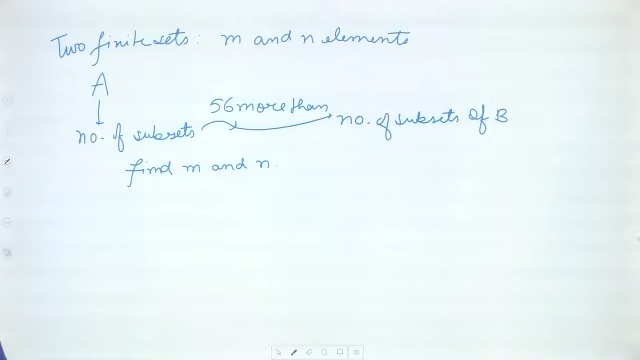 Two finite sets: m and n elements
A
56 more than
no. of subsets no. of subsets of B
find m and n.